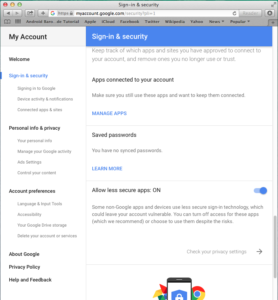 Sign-in & security
myaccount.google.com/security?pli=1
Android Basi...de Tutorial Apple iCloud Facebook Twitter Wikipedia Yahoo News Popular
My Account
Sign-in & security
Keep track of which apps and sites you have approved to connect to
your account, and remove ones you no longer use or trust.
Welcome
Sign-in & security
Signing in to Google
Device activity & notifications
Connected apps & sites
Personal info & privacy
Your personal info
Manage your Google activity
Ads Settings
Control your content
Account preferences
Language & Input Tools
Accessibility
Your Google Drive storage
Delete your account or services
About Google
Privacy Policy
Help and Feedback
Apps connected to your account
Make sure you still use these apps and want to keep them connected.
MANAGE APPS
Saved passwords
You have no synced passwords.
LEARN MORE
Allow less secure apps: ON
Some non-Google apps and devices use less secure sign-in technology, which
could leave your account vulnerable. You can turn off access for these apps
(which we recommend) or choose to use them despite the risks.
Check your privacy settings